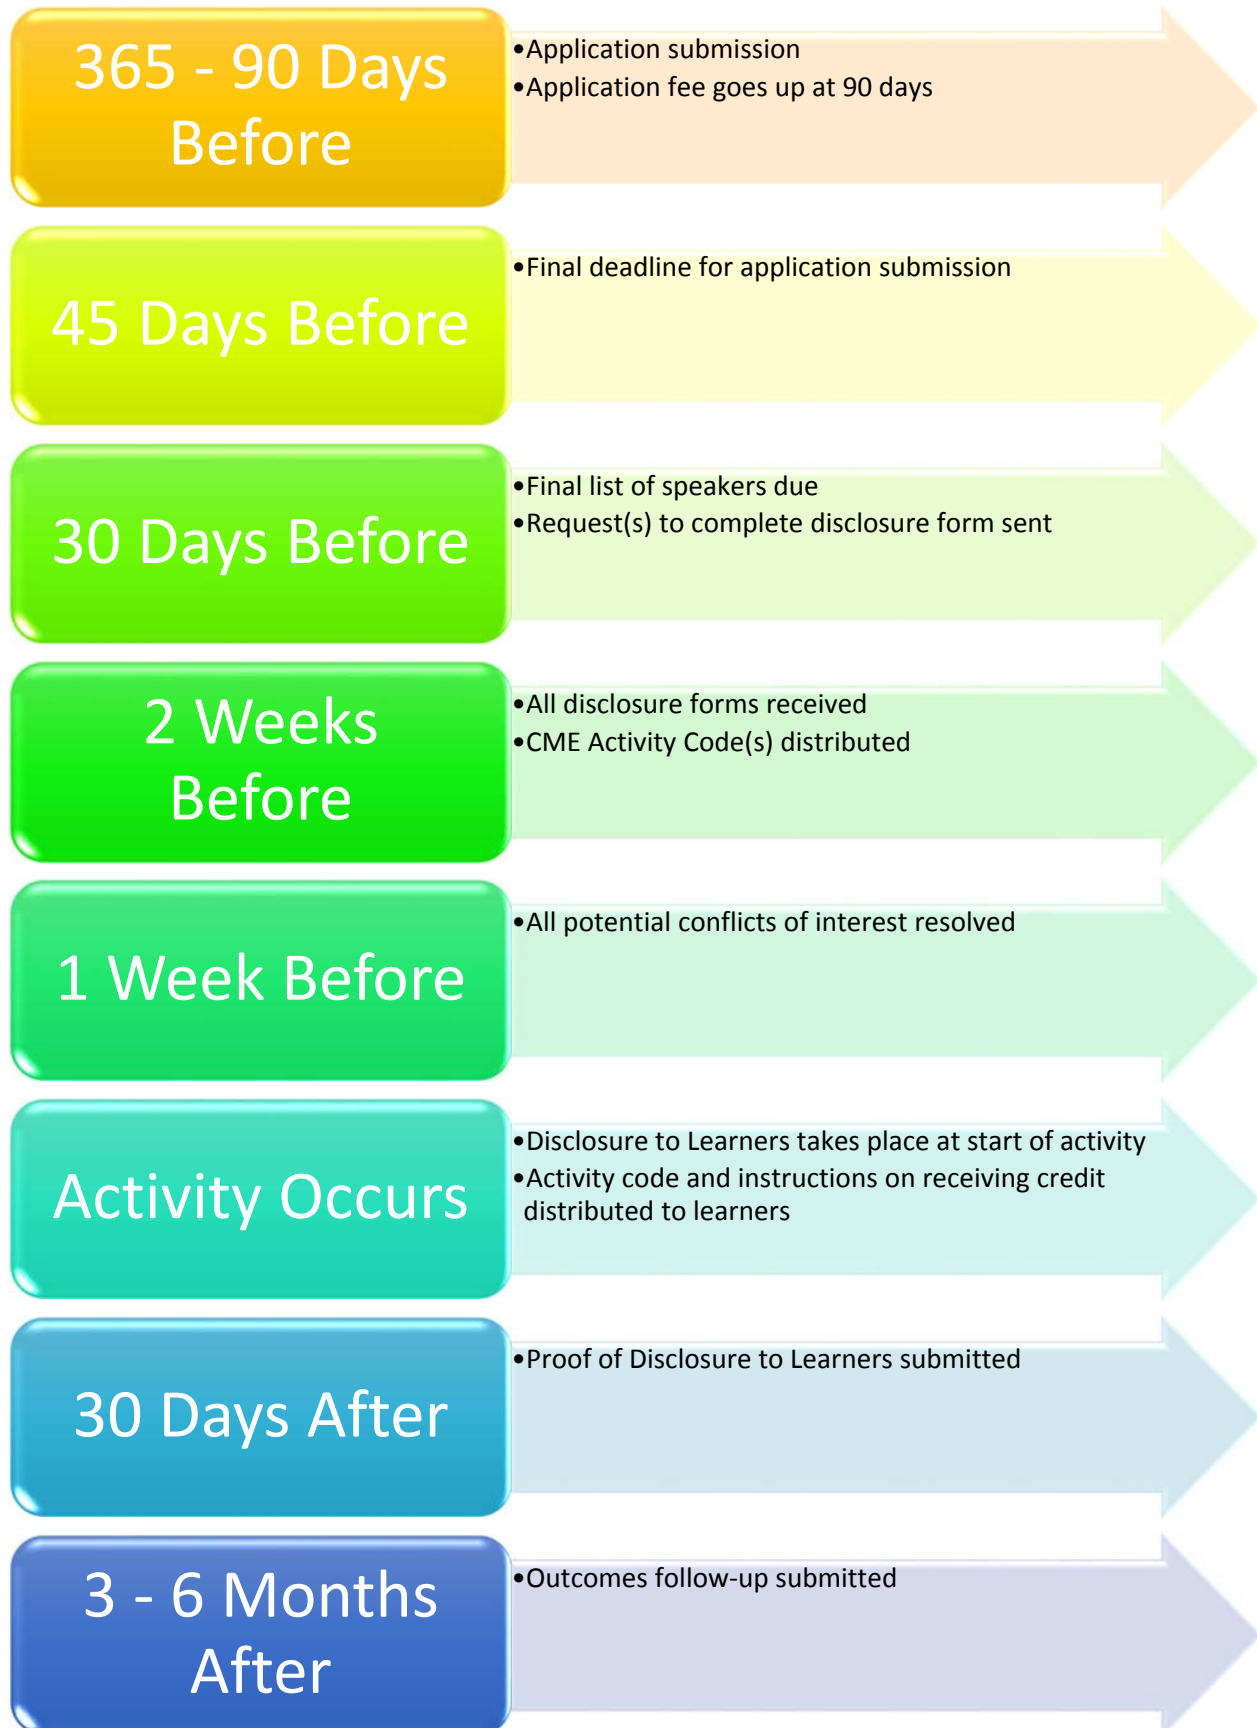 365 - 90 Days
Before
•Application submission
•Application fee goes up at 90 days
45 Days Before
•Final deadline for application submission
30 Days Before
•Final list of speakers due
•Request(s) to complete disclosure form sent
2 Weeks
Before
•All disclosure forms received
•CME Activity Code(s) distributed
1 Week Before
•All potential conflicts of interest resolved
Activity Occurs
•Disclosure to Learners takes place at start of activity
•Activity code and instructions on receiving credit
distributed to learners
30 Days After
•Proof of Disclosure to Learners submitted
3 - 6 Months
After
•Outcomes follow-up submitted